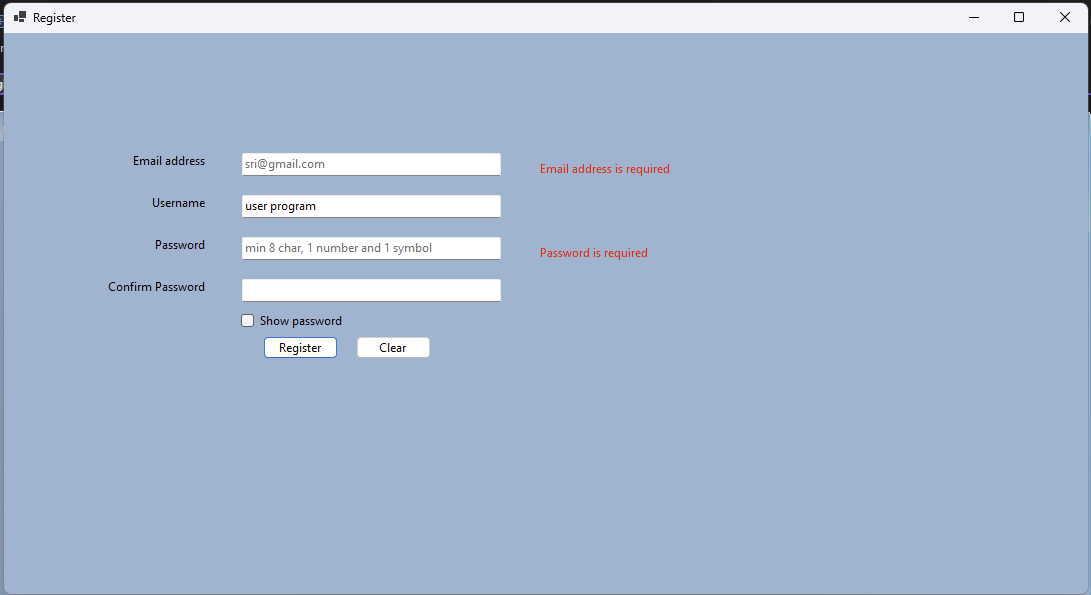 Register
Email address sri@gmail.com Email address is required
Username user program
Password min 8 char, 1 number and 1 symbol Password is required
Confirm Password
Show password
Register Clear